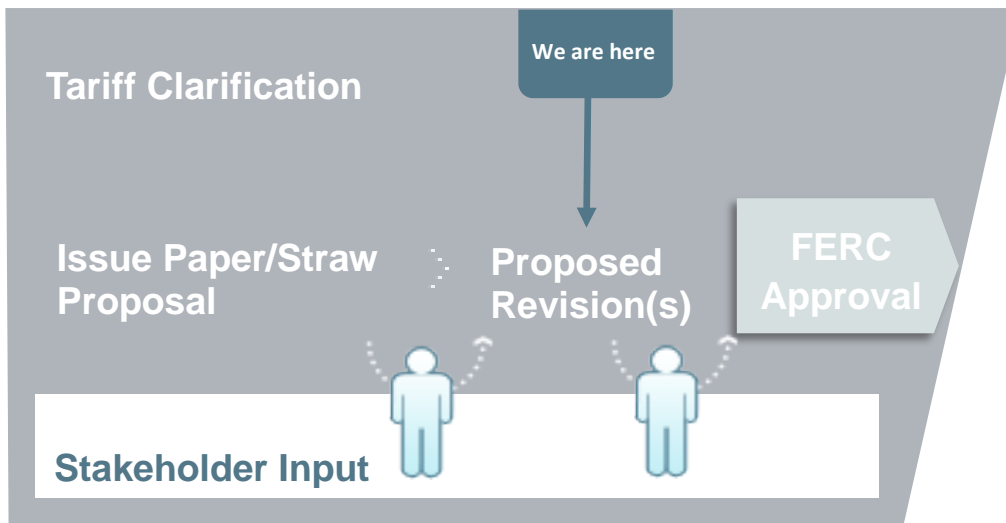 We are here
Tariff Clarification
Issue Paper/Straw
Proposal
Proposed
Revision(s)
FERC
Approval
Stakeholder Input